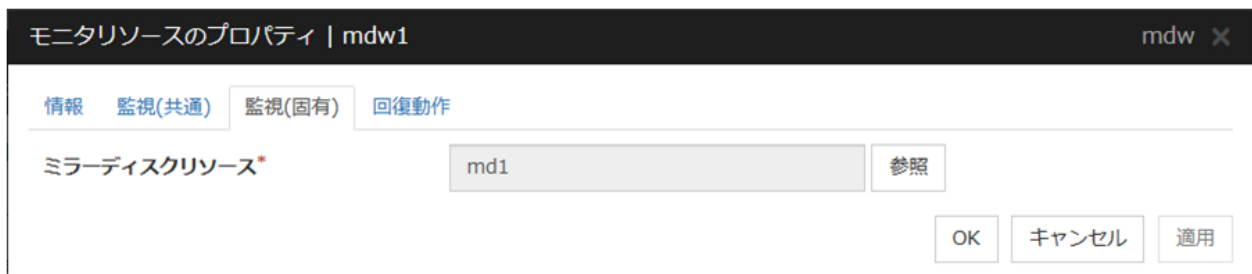 モニタリソースのプロパティ | mdw1 mdw ×
情報 監視(共通) 監視(固有) 回復動作
ミラーディスクリソース* md1 参照
OK キャンセル 適用